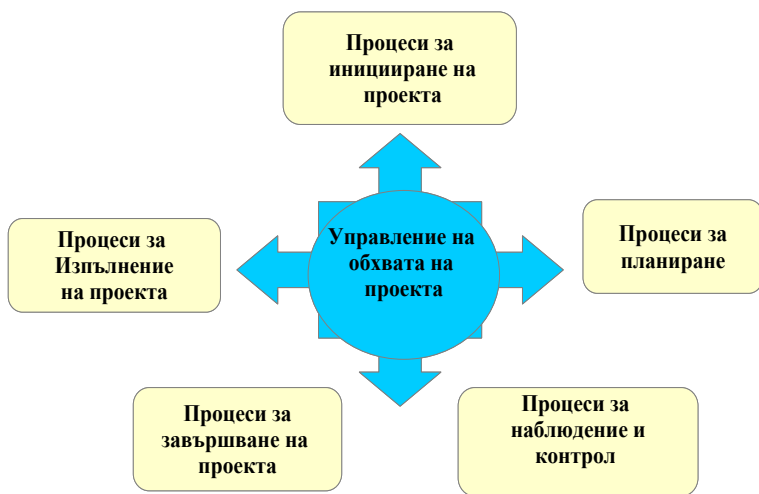 Процеси за
иницииране на
проекта
Управление на
обхвата на
проекта
Процеси за
Изпълнение
на проекта
Процеси за
планиране
Процеси за
завършване на
проекта
Процеси за
наблюдение и
контрол